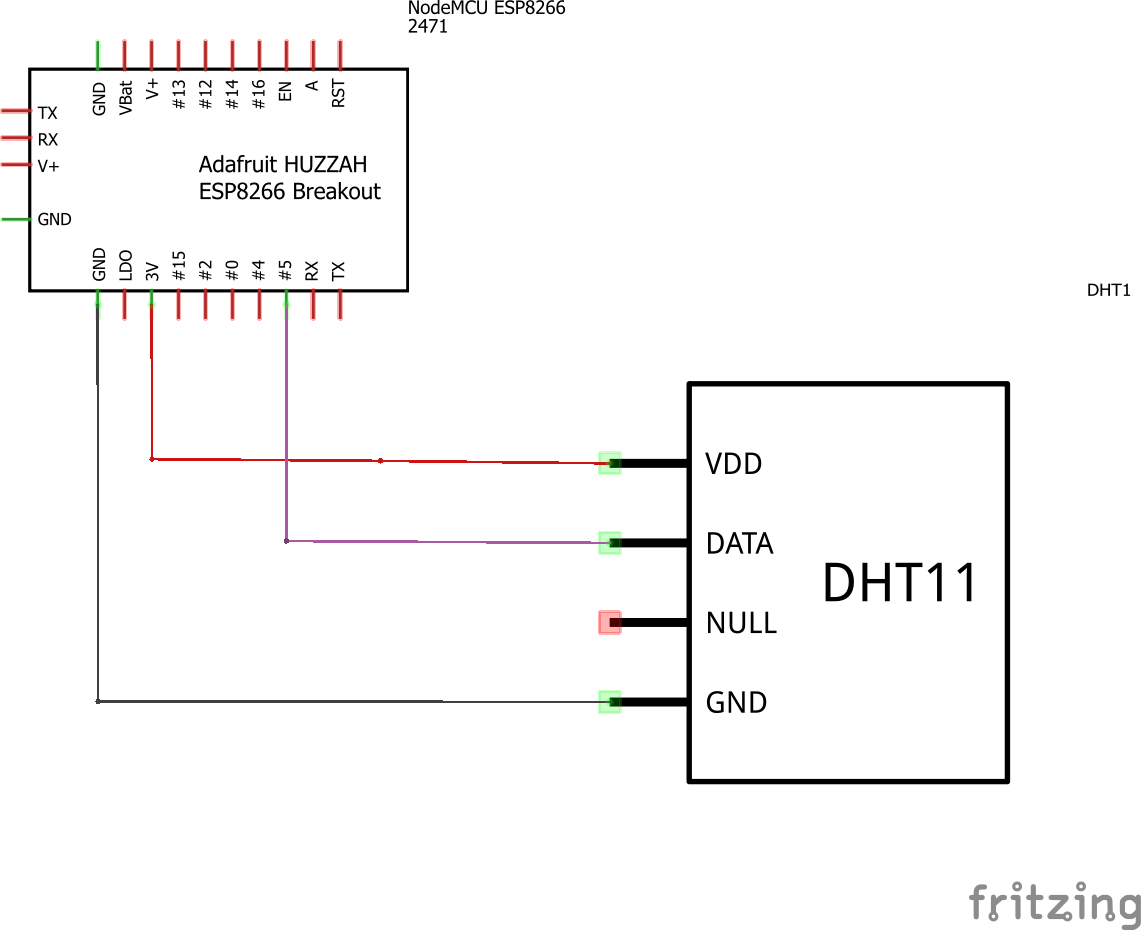 NodeMCU ESP8266
2471
GND VBat V+ #13 #12 #14 #16 EN A RST
TX
RX
V+
GND
Adafruit HUZZAH
ESP8266 Breakout
GND LDO 3V #15 #2 #0 #4 #5 RX TX
DHT1
VDD
DATA
DHT11
NULL
GND
fritzing